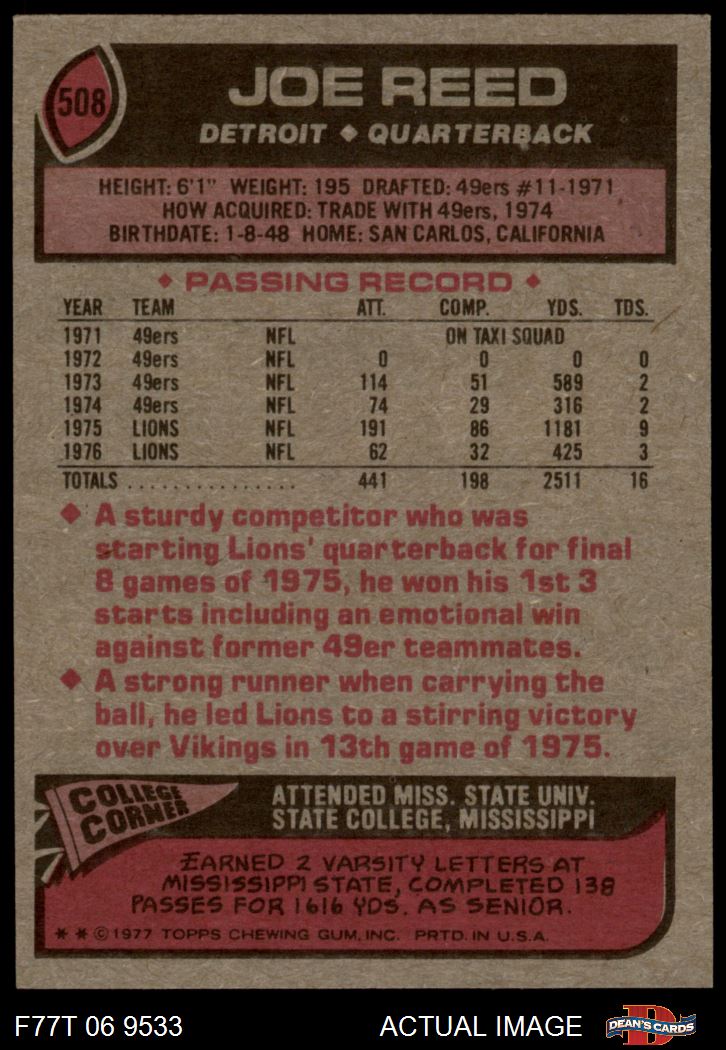 508
JOE REED
DETROIT ◆ QUARTERBACK
HEIGHT: 6'1" WEIGHT: 195 DRAFTED: 49ers #11-1971
HOW ACQUIRED: TRADE WITH 49ers, 1974
BIRTHDATE: 1-8-48 HOME: SAN CARLOS, CALIFORNIA
◆ PASSING RECORD ◆
YEAR TEAM ATT. COMP. YDS. TDS.
1971 49ers NFL ON TAXI SQUAD
1972 49ers NFL 0 0 0 0
1973 49ers NFL 114 51 589 2
1974 49ers NFL 74 29 316 2
1975 LIONS NFL 191 86 1181 9
1976 LIONS NFL 62 32 425 3
TOTALS ............... 441 198 2511 16
◆ A sturdy competitor who was
starting Lions' quarterback for final
8 games of 1975, he won his 1st 3
starts including an emotional win
against former 49er teammates.
◆ A strong runner when carrying the
ball, he led Lions to a stirring victory
over Vikings in 13th game of 1975.
COLLEGE
CORNER
ATTENDED MISS. STATE UNIV.
STATE COLLEGE, MISSISSIPPI
EARNED 2 VARSITY LETTERS AT
MISSISSIPPI STATE, COMPLETED 138
PASSES FOR 1616 YDS. AS SENIOR.
* * © 1977 TOPPS CHEWING GUM, INC. PRTD. IN U.S.A.
F77T 06 9533 ACTUAL IMAGE
D
DEAN'S CARDS